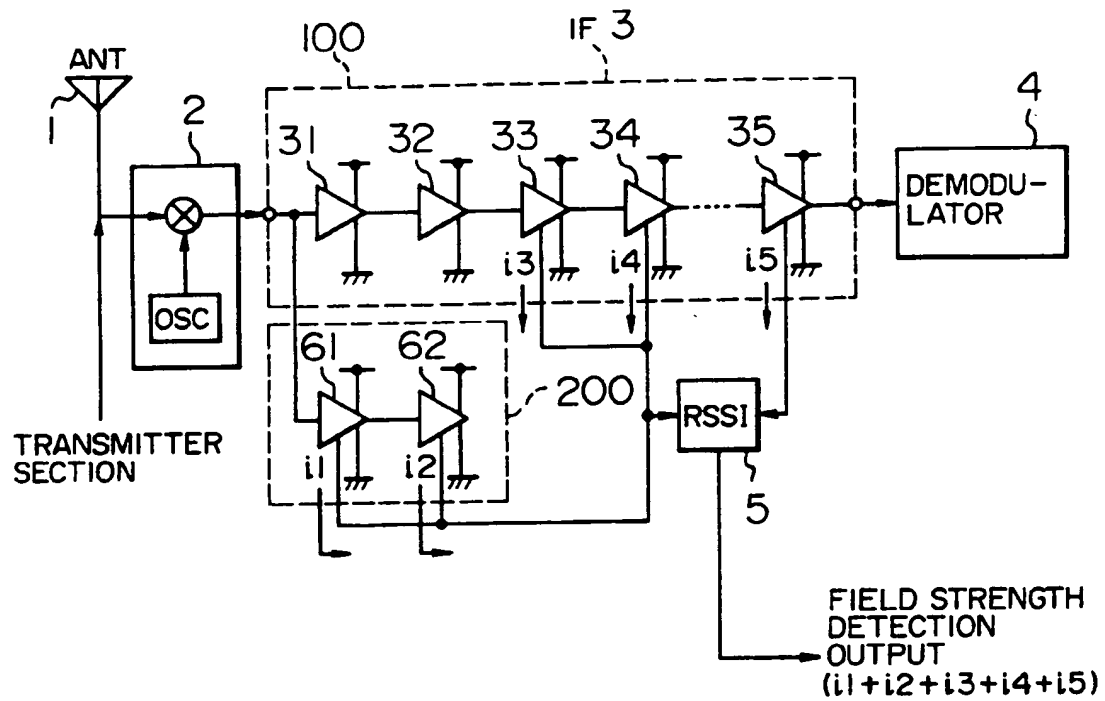 100
IF 3
ANT
1
2
31
32
33
34
35
4
DEMODU-
LATOR
OSC
i3
i4
i5
61
62
200
RSSI
5
TRANSMITTER
SECTION
i1
i2
FIELD STRENGTH
DETECTION
OUTPUT
(i1+i2+i3+i4+i5)